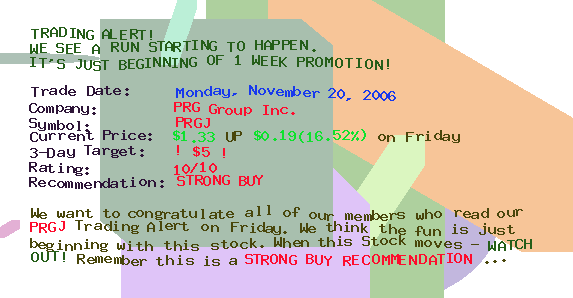 TRADING ALERT!
WE SEE A RUN STARTING TO HAPPEN.
IT'S JUST BEGINNING OF 1 WEEK PROMOTION!
Trade Date: Monday, November 20, 2006
Company: PRG Group Inc.
Symbol: PRGJ
Current Price: $1.33 UP $0.19(16.52%) on Friday
3-Day Target: ! $5 !
Rating: 10/10
Recommendation: STRONG BUY
We want to congratulate all of our members who read our
PRGJ Trading Alert on Friday. We think the fun is just
beginning with this stock. When this Stock moves - WATCH
OUT! Remember this is a STRONG BUY RECOMMENDATION ...